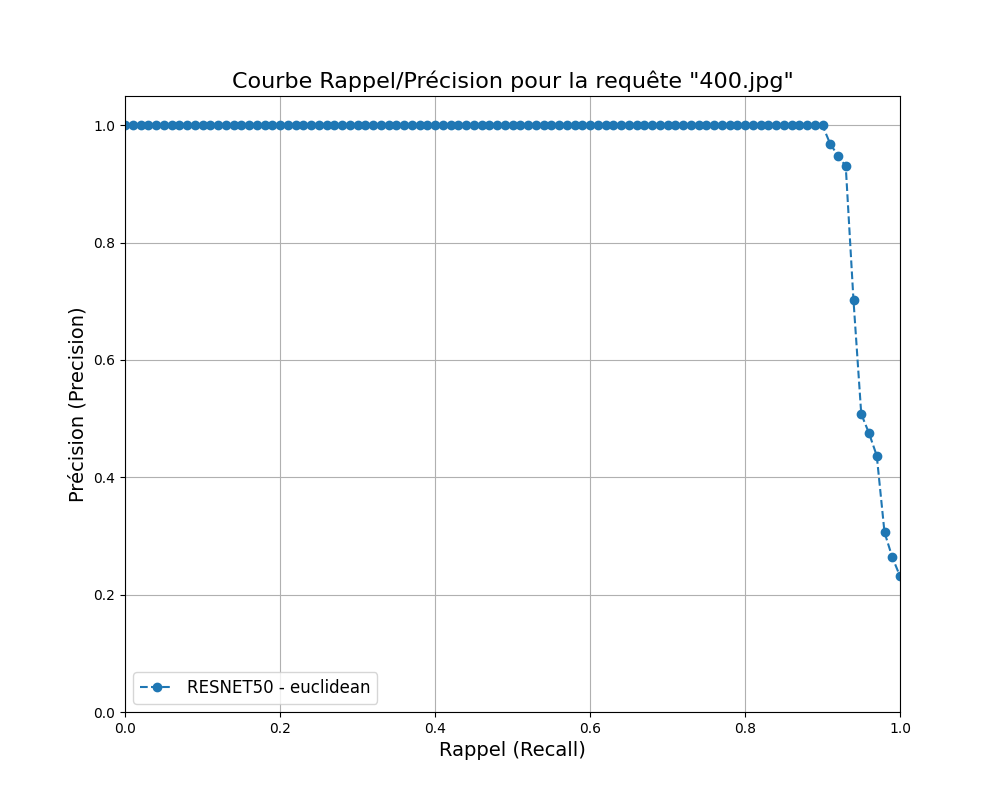 Courbe Rappel/Précision pour la requête "400.jpg"
Précision (Precision)
1.0
0.8
0.6
0.4
0.2
0.0
RESNET50 - euclidean
0.0 0.2 0.4 0.6 0.8 1.0
Rappel (Recall)